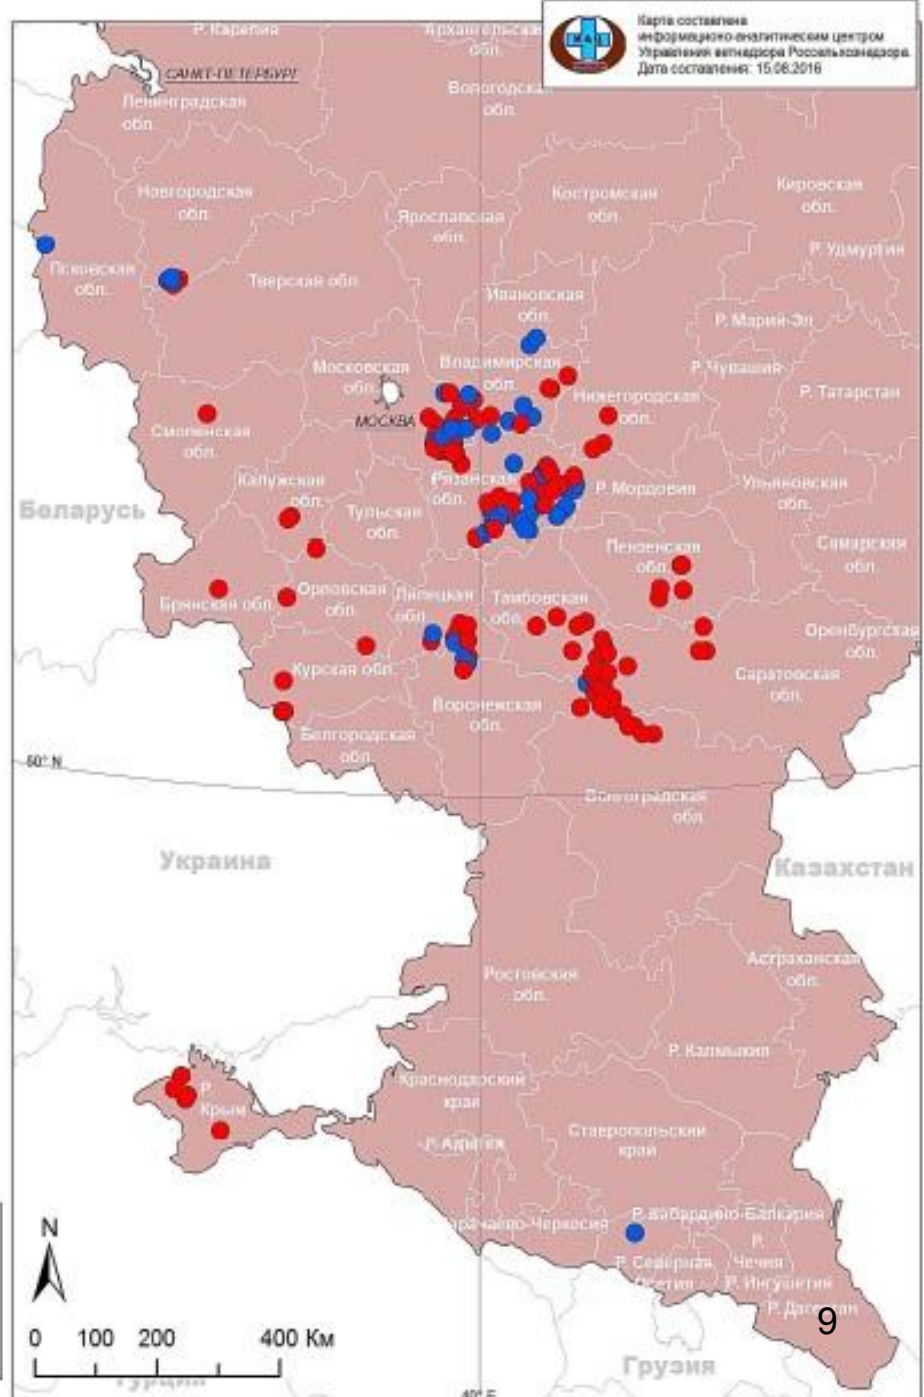 Карта составлена
информационо-аналитическим центром
Управления ветнадзора Россельхознадзора
Дата составления: 15.08.2016
Р. Карелия
Архангельская
обл.
САНКТ-ПЕТЕРБУРГ
Ленинградская
обл.
Вологодская
обл.
Новгородская
обл.
Костромская
обл.
Кировская
обл.
Ярославская
обл.
Р. Удмуртия
Псковская
обл.
Тверская обл.
Ивановская
обл.
Р. Марий-Эл
Московская
обл.
Владимирская
обл.
Р. Чувашия
Р. Татарстан
Нижегородская
обл.
МОСКВА
Смоленская
обл.
Калужская
обл.
Рязанская
обл.
Р. Мордовия
Ульяновская
обл.
Беларусь
Тульская
обл.
Пензенская
обл.
Самарская
обл.
Брянская обл.
Орловская
обл.
Липецкая
обл.
Тамбовская
обл.
Оренбургская
обл.
Курская обл.
Саратовская
обл.
Воронежская
обл.
Белгородская
обл.
50° N
Волгоградская
обл.
Украина
Казахстан
Астраханская
обл.
Ростовская
обл.
Р. Калмыкия
Р.
Крым
Краснодарский
край
Р. Адыгея
Ставропольский
край
Р. Кабардино-Балкария
арачаево-Черкесия
Р.
Чечня
Р. Северная
Осетия
Р. Ингушетия
Р. Дагестан
9
N
0 100 200 400 Км
Турция
Грузия
40° E